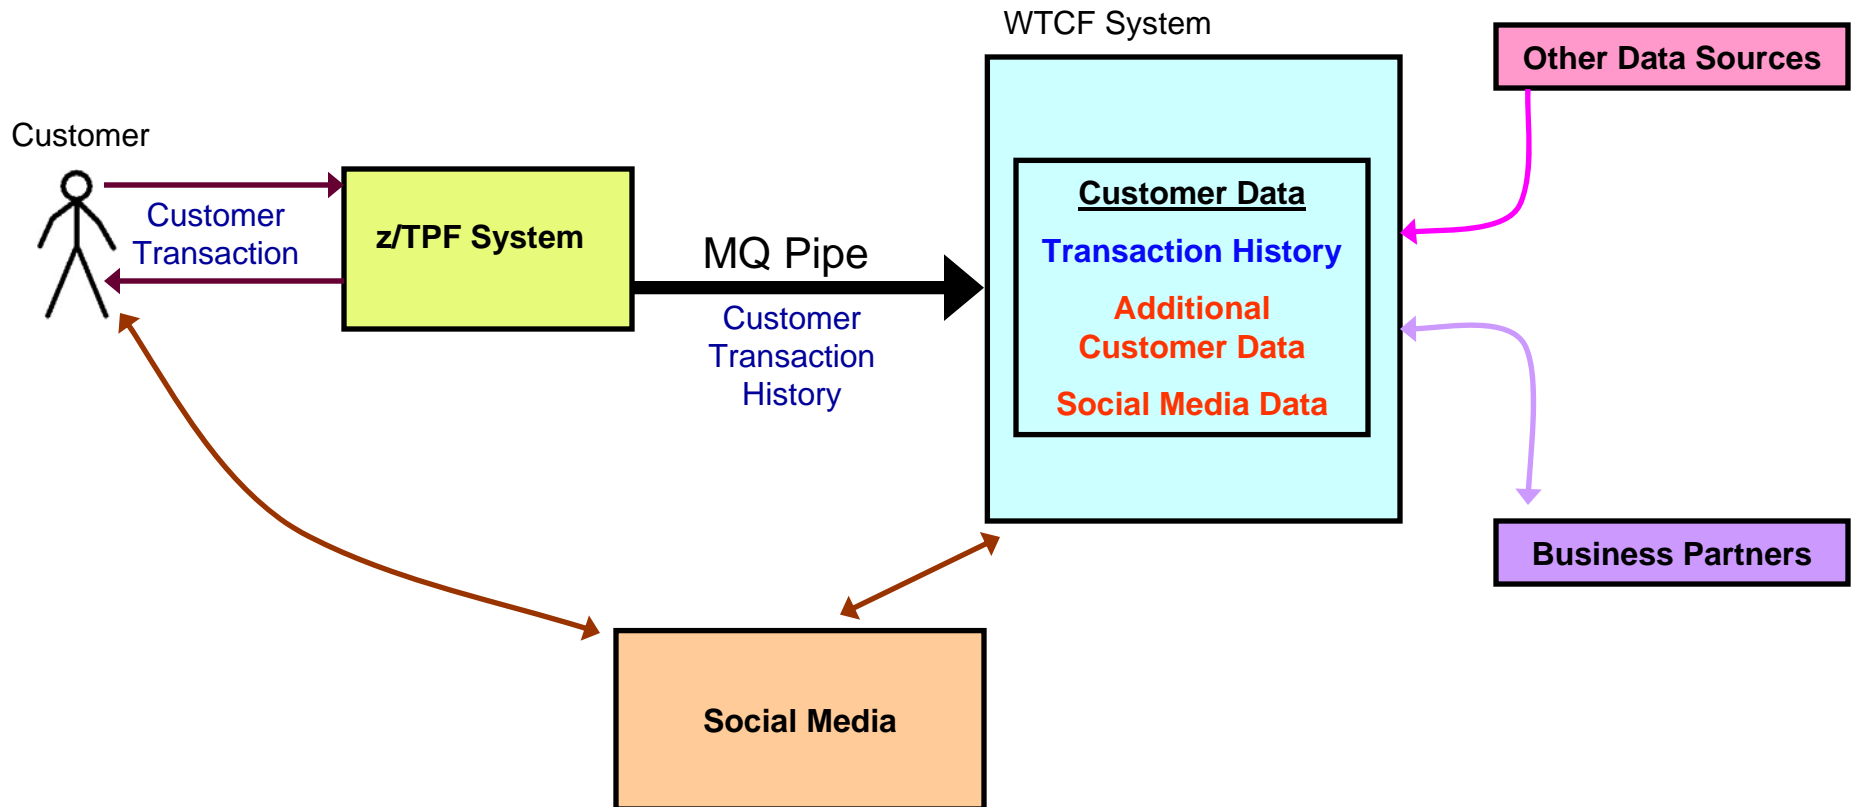 WTCF System
Other Data Sources
Customer
Customer
Transaction
z/TPF System
MQ Pipe
Customer
Transaction
History
Customer Data
Transaction History
Additional
Customer Data
Social Media Data
Business Partners
Social Media